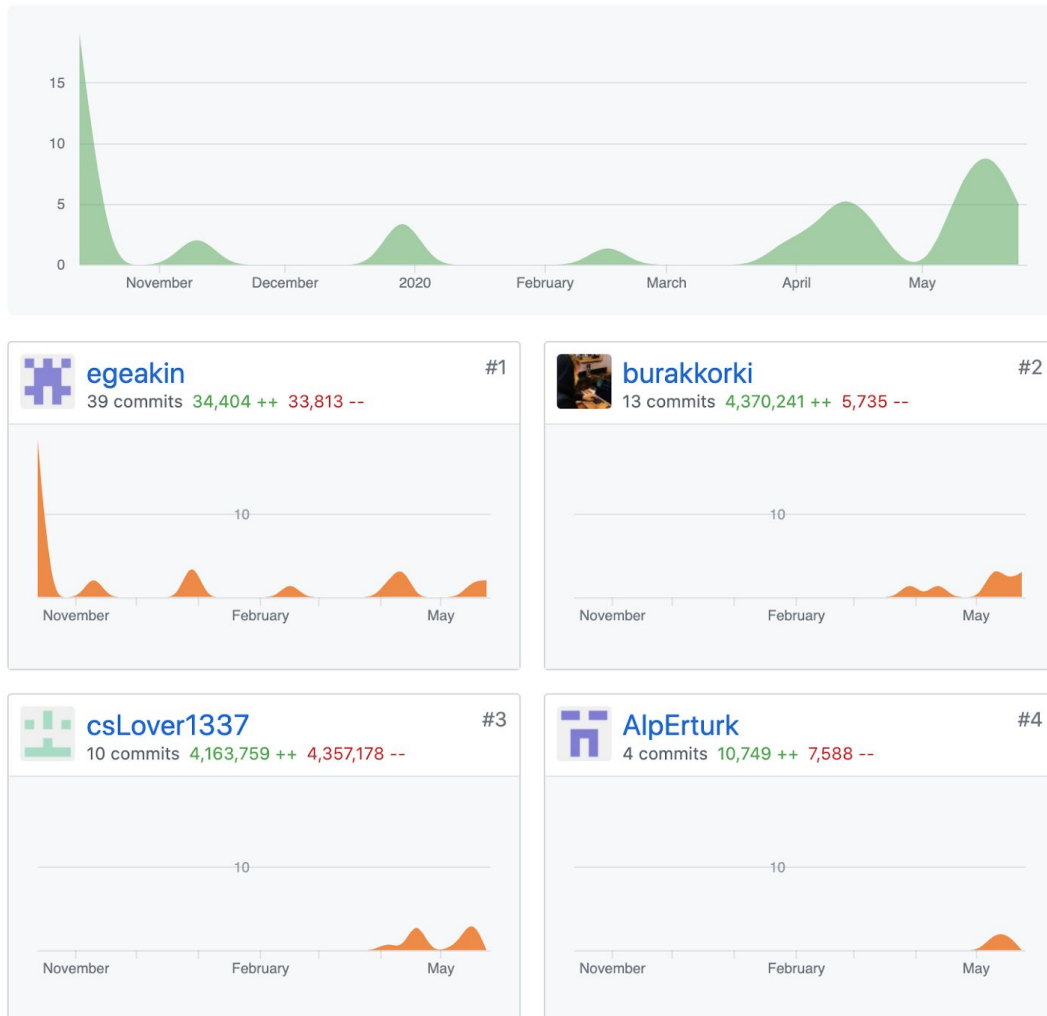 15
10
5
0
November December 2020 February March April May
egeakin #1
39 commits 34,404 ++ 33,813 --
10
November February May
burakkorki #2
13 commits 4,370,241 ++ 5,735 --
10
November February May
csLover1337 #3
10 commits 4,163,759 ++ 4,357,178 --
10
November February May
AlpErturk #4
4 commits 10,749 ++ 7,588 --
10
November February May